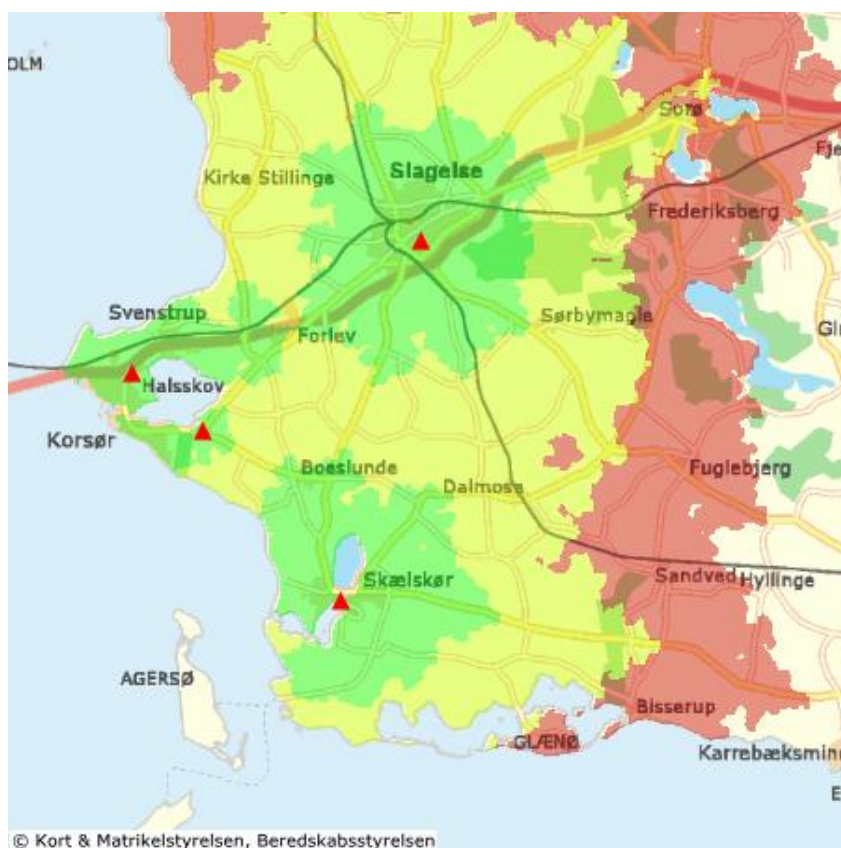 OLM
Sorø
Fje
Slagelse
Kirke Stillinge
Frederiksberg
Svenstrup
Sørbymagle
Forlev
Gl
Halsskov
Korsør
Boeslunde
Fuglebjerg
Dalmose
Skælskør
Sandved
Hyllinge
AGERSØ
Bisserup
GLÆNØ
Karrebæksmin
E
© Kort & Matrikelstyrelsen, Beredskabsstyrelsen